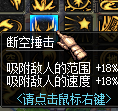 断空捶击
吸附敌人的范围 +18%
吸附敌人的速度 +18%
<请点击鼠标右键>